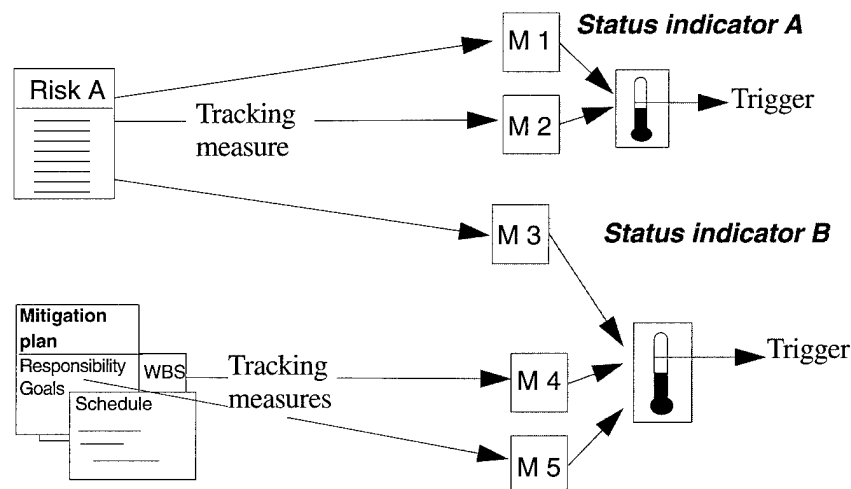 Status indicator A
M 1
Risk A
Tracking
measure
M 2
Trigger
M 3
Status indicator B
Mitigation
plan
Responsibility
Goals
WBS
Schedule
Tracking
measures
M 4
Trigger
M 5